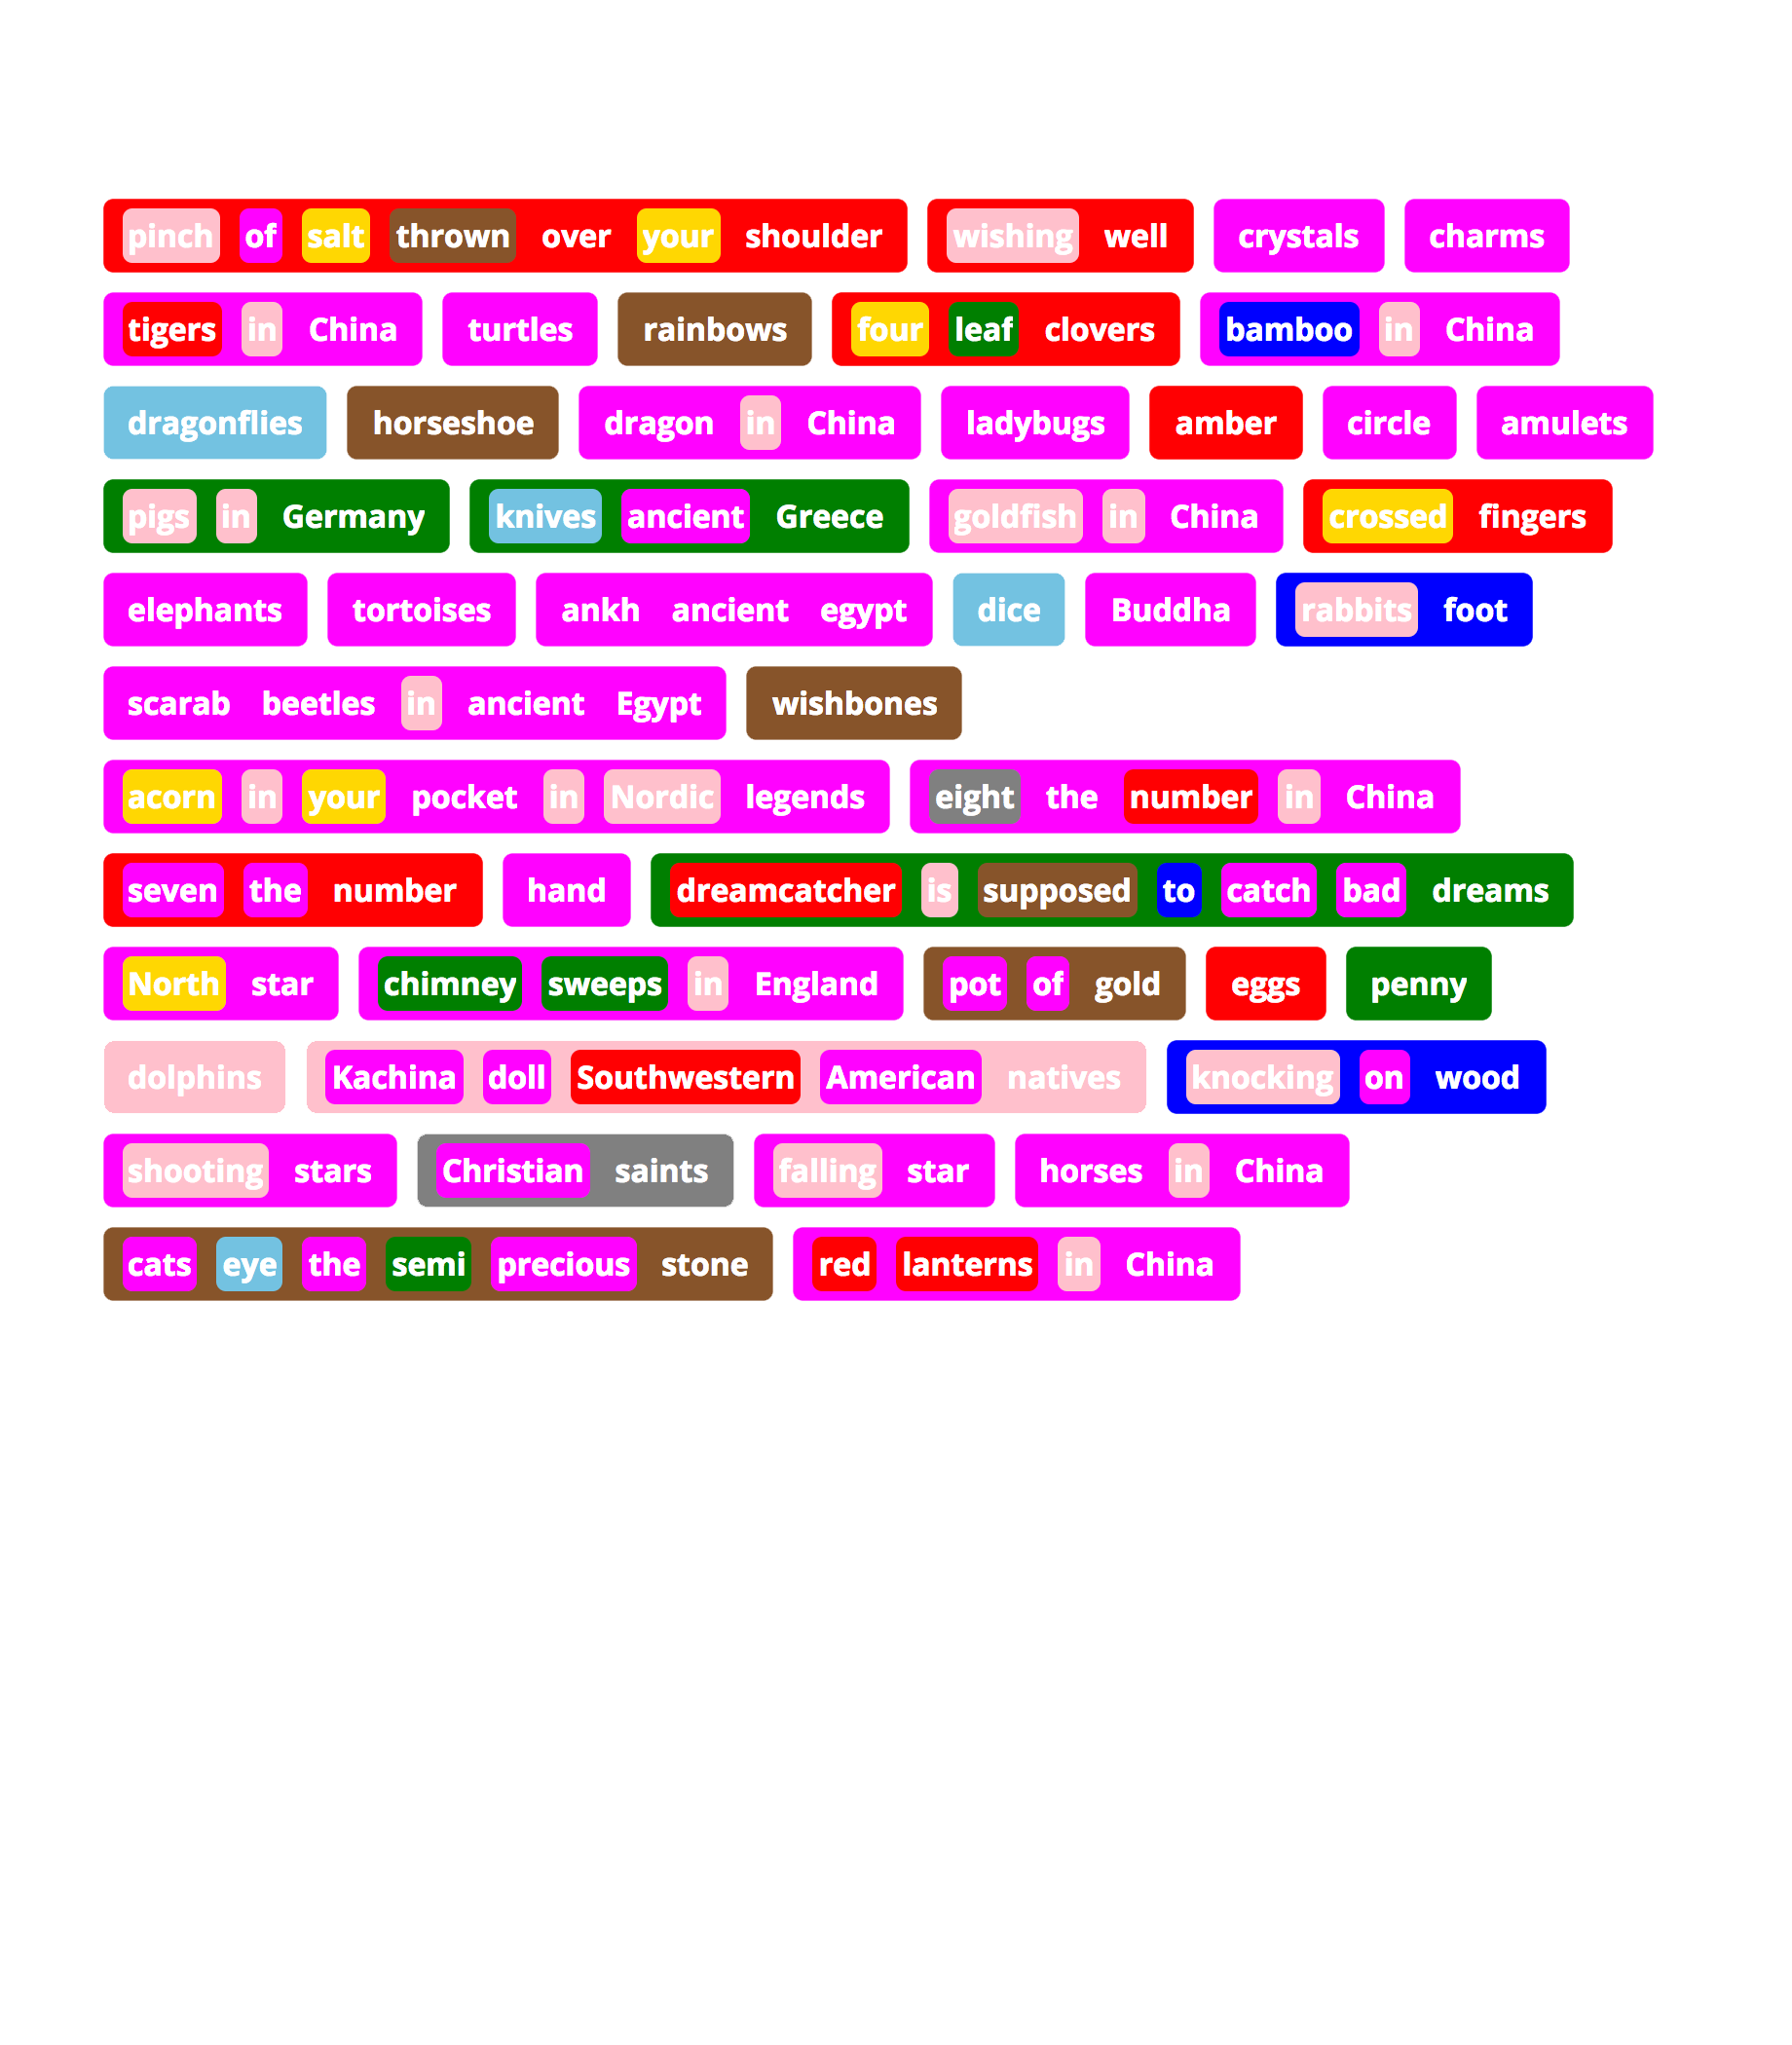 pinch of salt thrown over your shoulder wishing well crystals charms
tigers in China turtles rainbows four leaf clovers bamboo in China
dragonflies horseshoe dragon in China ladybugs amber circle amulets
pigs in Germany knives ancient Greece goldfish in China crossed fingers
elephants tortoises ankh ancient egypt dice Buddha rabbits foot
scarab beetles in ancient Egypt wishbones
acorn in your pocket in Nordic legends eight the number in China
seven the number hand dreamcatcher is supposed to catch bad dreams
North star chimney sweeps in England pot of gold eggs penny
dolphins Kachina doll Southwestern American natives knocking on wood
shooting stars Christian saints falling star horses in China
cats eye the semi precious stone red lanterns in China